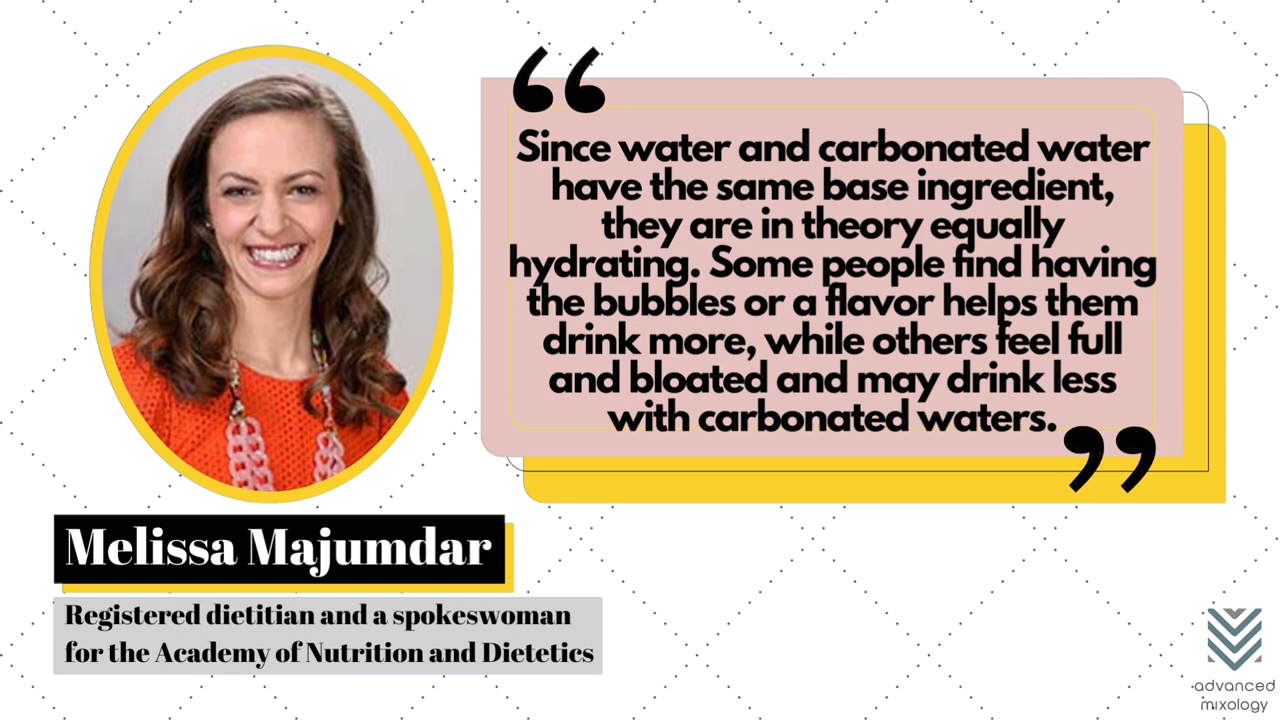 “
Since water and carbonated water
have the same base ingredient,
they are in theory equally
hydrating. Some people find having
the bubbles or a flavor helps them
drink more, while others feel full
and bloated and may drink less
with carbonated waters.
”
Melissa Majumdar
Registered dietitian and a spokeswoman
for the Academy of Nutrition and Dietetics
advanced
mixology